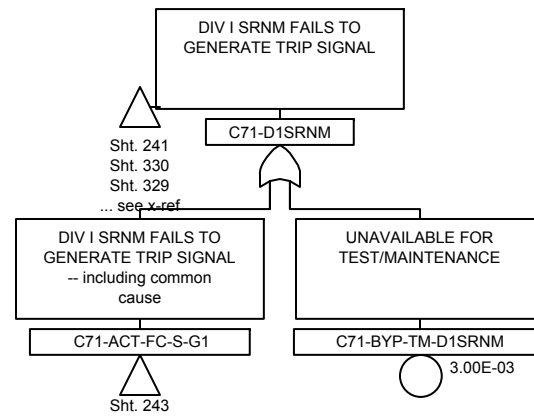 DIV I SRNM FAILS TO
GENERATE TRIP SIGNAL
C71-D1SRNM
Sht. 241
Sht. 330
Sht. 329
... see x-ref
DIV I SRNM FAILS TO
GENERATE TRIP SIGNAL
-- including common
cause
C71-ACT-FC-S-G1
Sht. 243
UNAVAILABLE FOR
TEST/MAINTENANCE
C71-BYP-TM-D1SRNM
3.00E-03